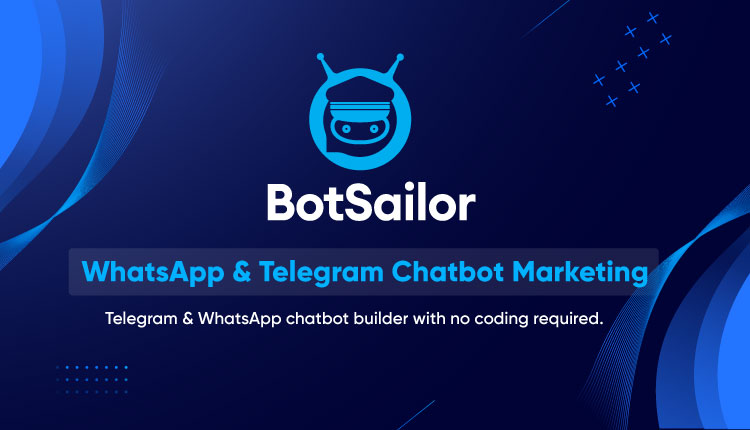 BotSailor
WhatsApp & Telegram Chatbot Marketing
Telegram & WhatsApp chatbot builder with no coding required.